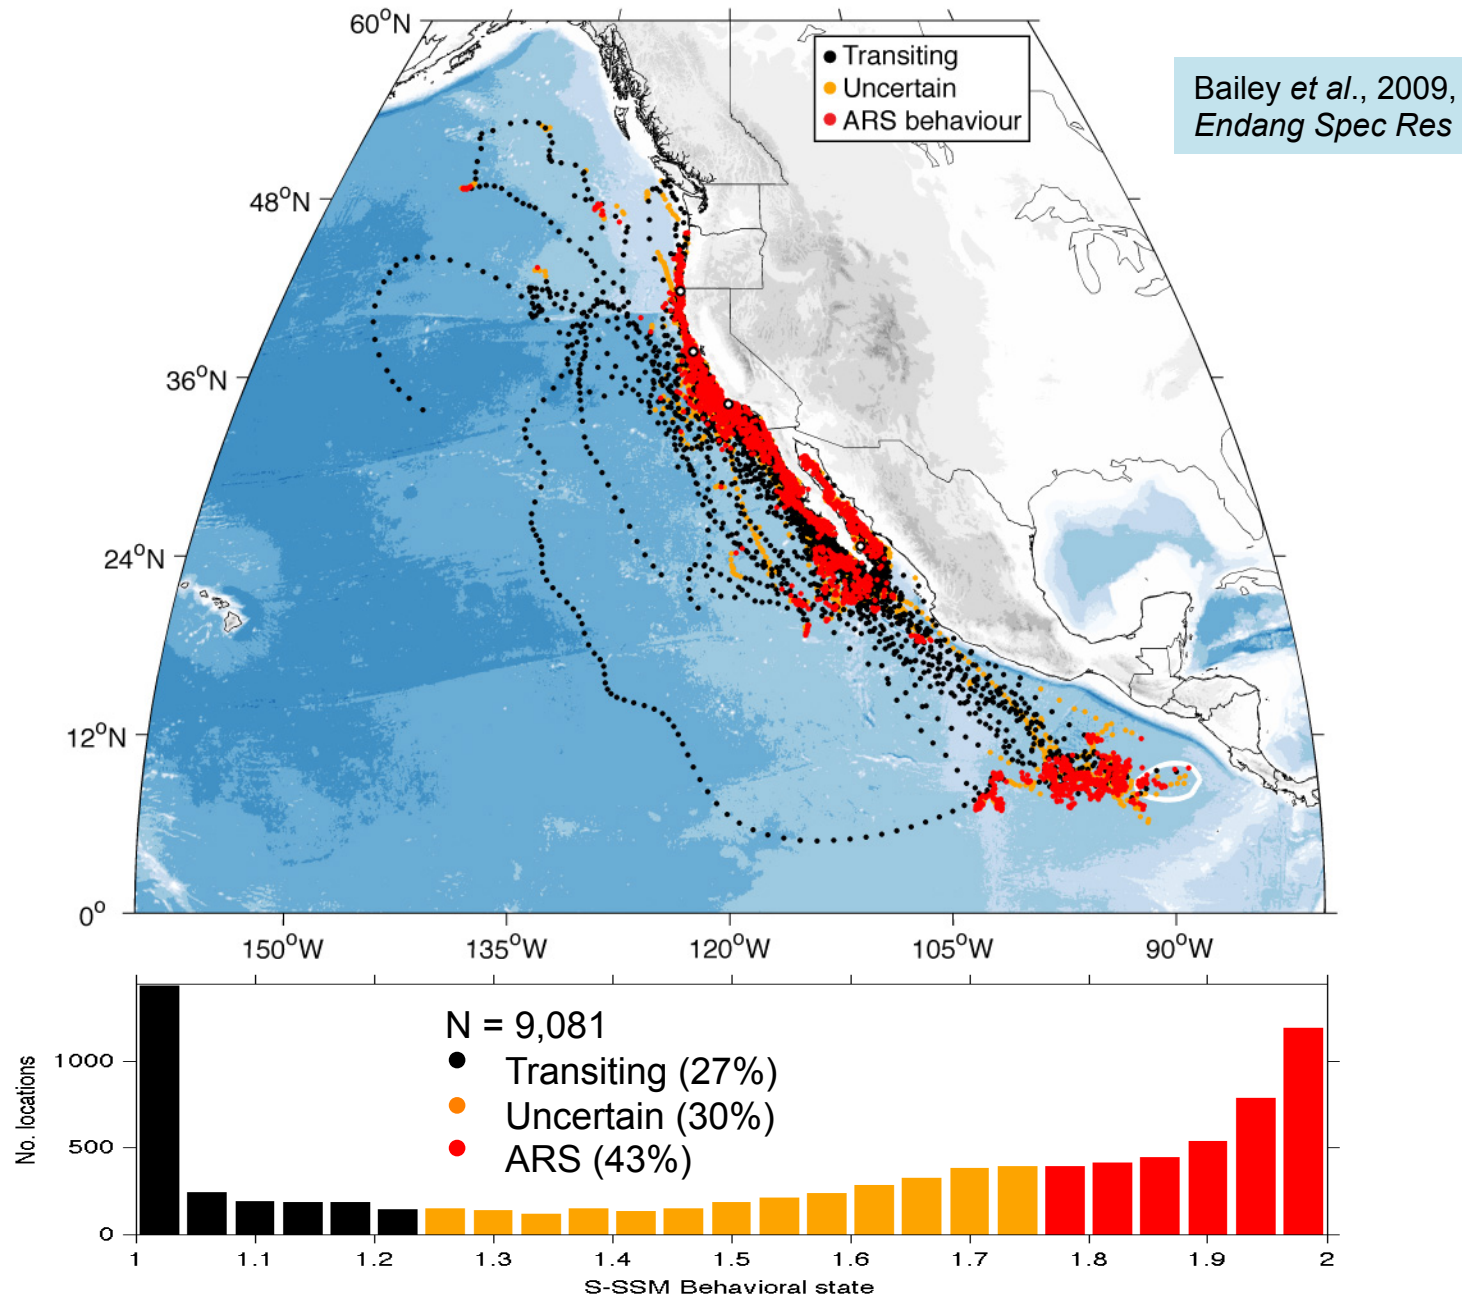 60°N
Transiting
Uncertain
ARS behaviour
Bailey et al., 2009,
Endang Spec Res
48°N
36°N
24°N
12°N
0°
150°W 135°W 120°W 105°W 90°W
N = 9,081
Transiting (27%)
Uncertain (30%)
ARS (43%)
No. locations
1000
500
0
1 1.1 1.2 1.3 1.4 1.5 1.6 1.7 1.8 1.9 2
S-SSM Behavioral state